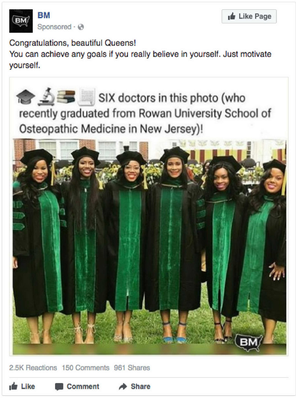 BM
BM
Sponsored ·
Like Page
Congratulations, beautiful Queens!
You can achieve any goals if you really believe in yourself. Just motivate
yourself.
SIX doctors in this photo (who
recently graduated from Rowan University School of
Osteopathic Medicine in New Jersey)!
BM
BM
2.5K Reactions 150 Comments 981 Shares
Like Comment Share